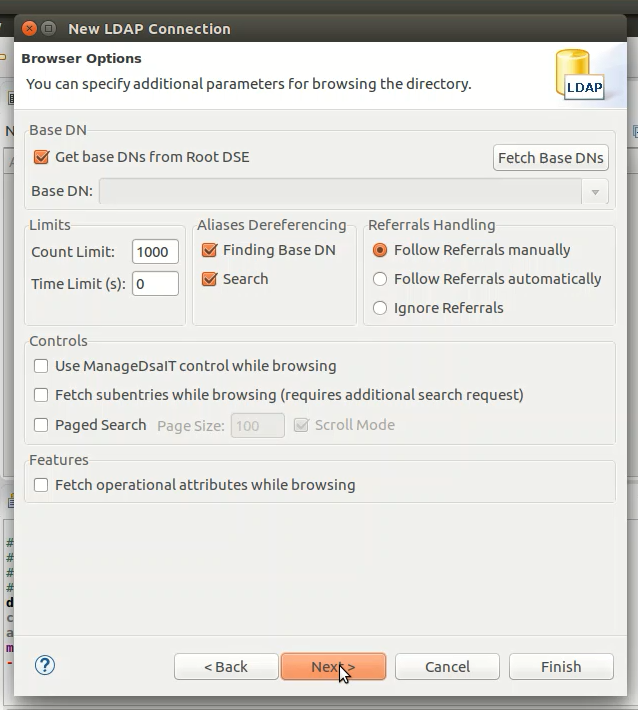 New LDAP Connection
Browser Options
You can specify additional parameters for browsing the directory.
LDAP
Base DN
Get base DNs from Root DSE
Fetch Base DNs
Base DN:
Limits
Count Limit: 1000
Time Limit (s): 0
Aliases Dereferencing
Finding Base DN
Search
Referrals Handling
Follow Referrals manually
Follow Referrals automatically
Ignore Referrals
Controls
Use ManageDsaIT control while browsing
Fetch subentries while browsing (requires additional search request)
Paged Search Page Size: 100 Scroll Mode
Features
Fetch operational attributes while browsing
#
#
#
#
d
c
a
m
-
? < Back Next > Cancel Finish